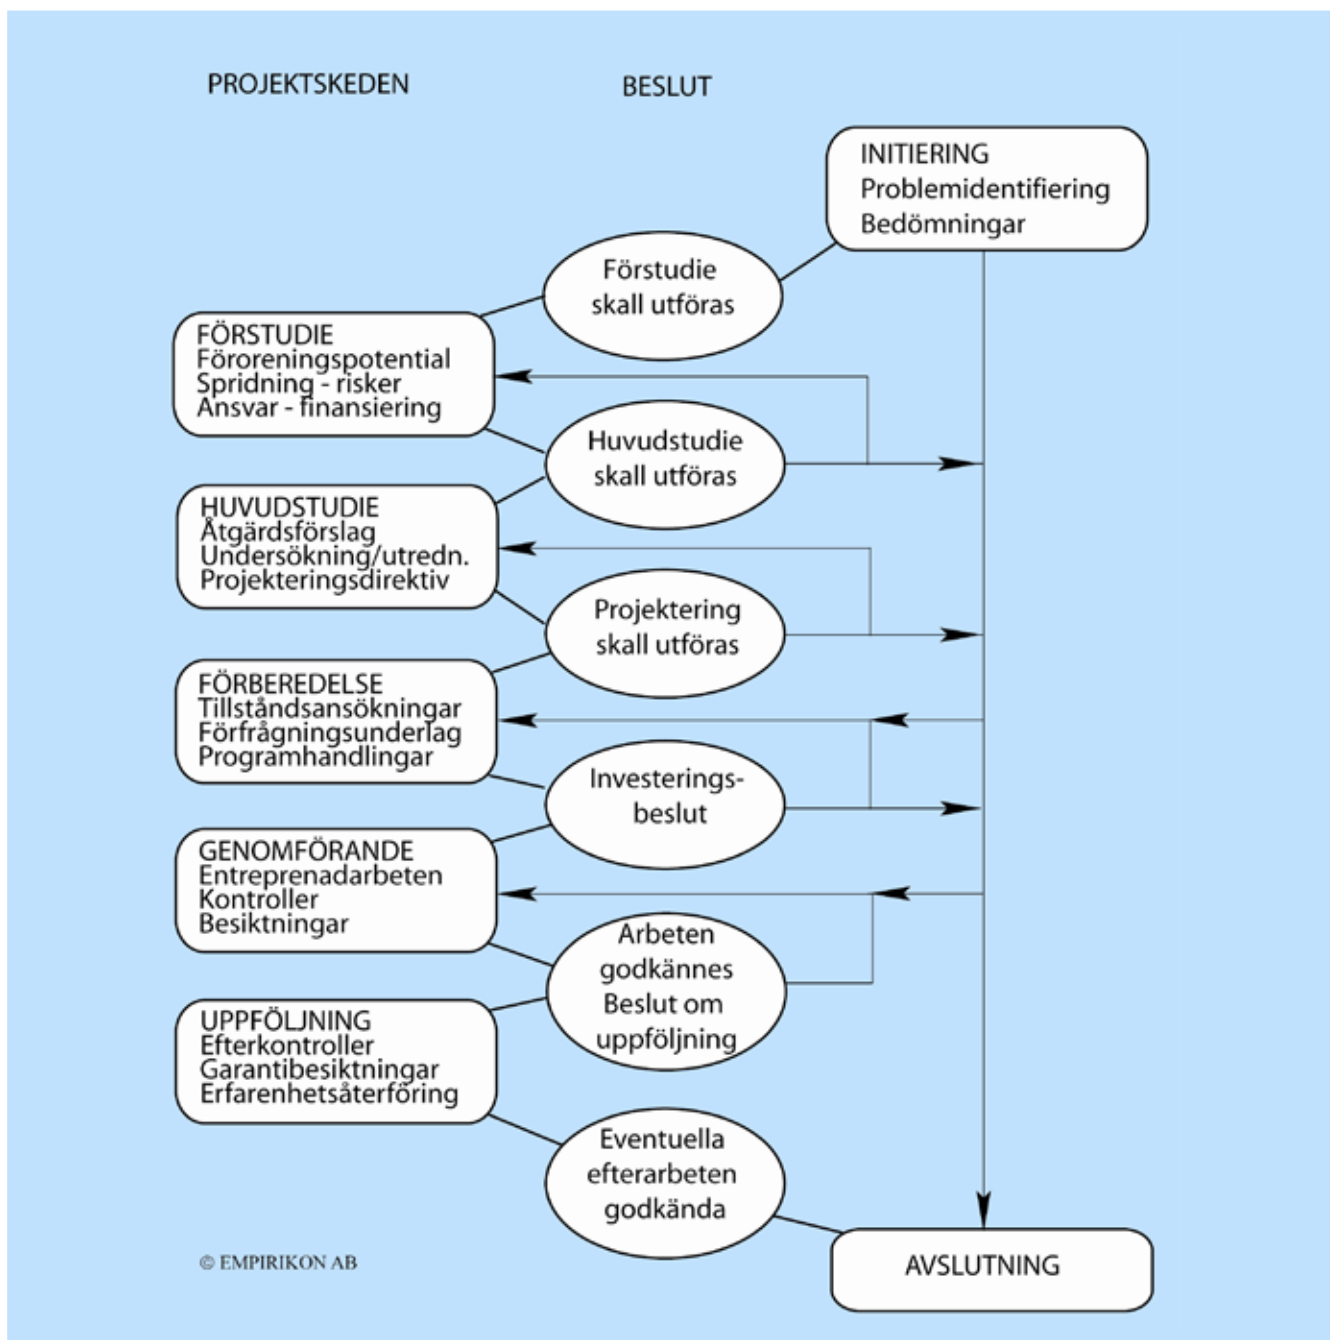 PROJEKTSKEDEN
BESLUT
INITIERING
Problemidentifiering
Bedömningar
Förstudie
skall utföras
FÖRSTUDIE
Föroreningspotential
Spridning - risker
Ansvar - finansiering
Huvudstudie
skall utföras
HUVUDSTUDIE
Åtgärdsförslag
Undersökning/utredn.
Projekteringsdirektiv
Projektering
skall utföras
FÖRBEREDELSE
Tillståndsansökningar
Förfrågningsunderlag
Programhandlingar
Investerings-
beslut
GENOMFÖRANDE
Entreprenadarbeten
Kontroller
Besiktningar
Arbeten
godkännes
Beslut om
uppföljning
UPPFÖLJNING
Efterkontroller
Garantibesiktningar
Erfarenhetsåterföring
Eventuella
efterarbeten
godkända
AVSLUTNING
© EMPIRIKON AB